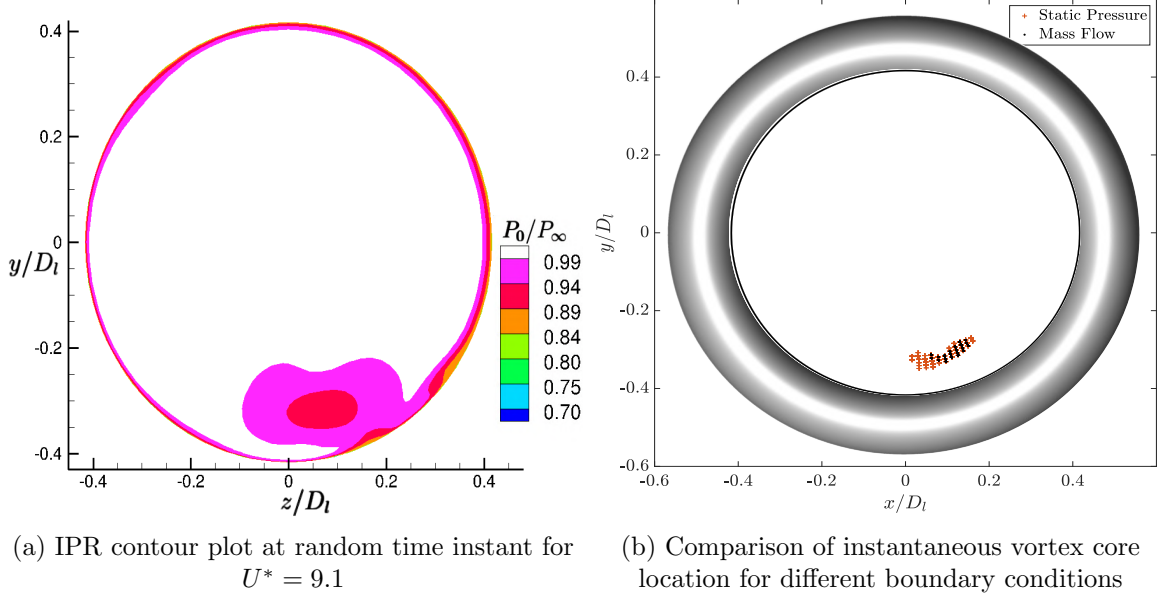 0.4
0.2
0
-0.2
-0.4
y/D_l
-0.4
-0.2
0
0.2
0.4
z/D_l
P_0/P_∞
0.99
0.94
0.89
0.84
0.80
0.75
0.70
(a) IPR contour plot at random time instant for
U* = 9.1
Static Pressure
Mass Flow
0.4
0.2
0
-0.2
-0.4
-0.6
y/D_l
-0.6
-0.4
-0.2
0
0.2
0.4
x/D_l
(b) Comparison of instantaneous vortex core
location for different boundary conditions